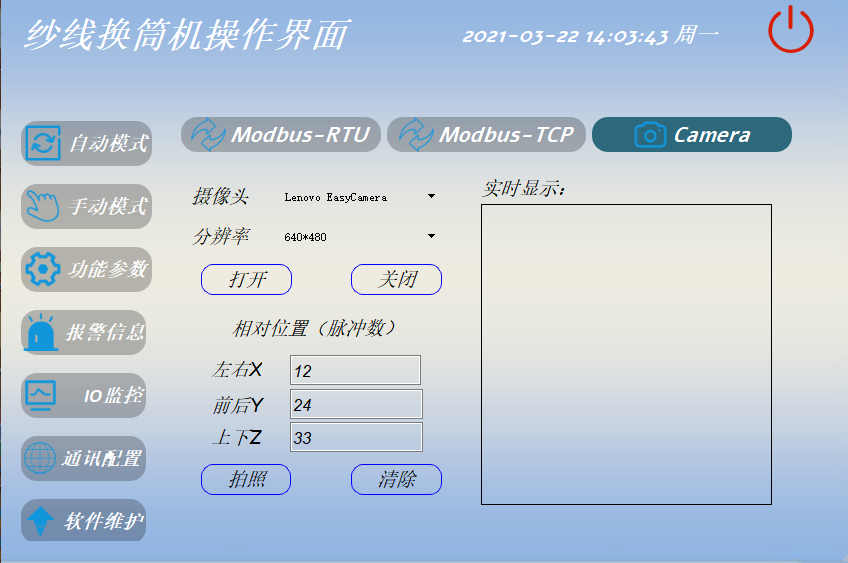 纱线换筒机操作界面
2021-03-22 14:03:43 周一
自动模式
手动模式
功能参数
报警信息
IO监控
通讯配置
软件维护
Modbus-RTU
Modbus-TCP
Camera
摄像头
Lenovo EasyCamera
分辨率
640*480
打开
关闭
相对位置（脉冲数）
左右X
12
前后Y
24
上下Z
33
拍照
清除
实时显示：